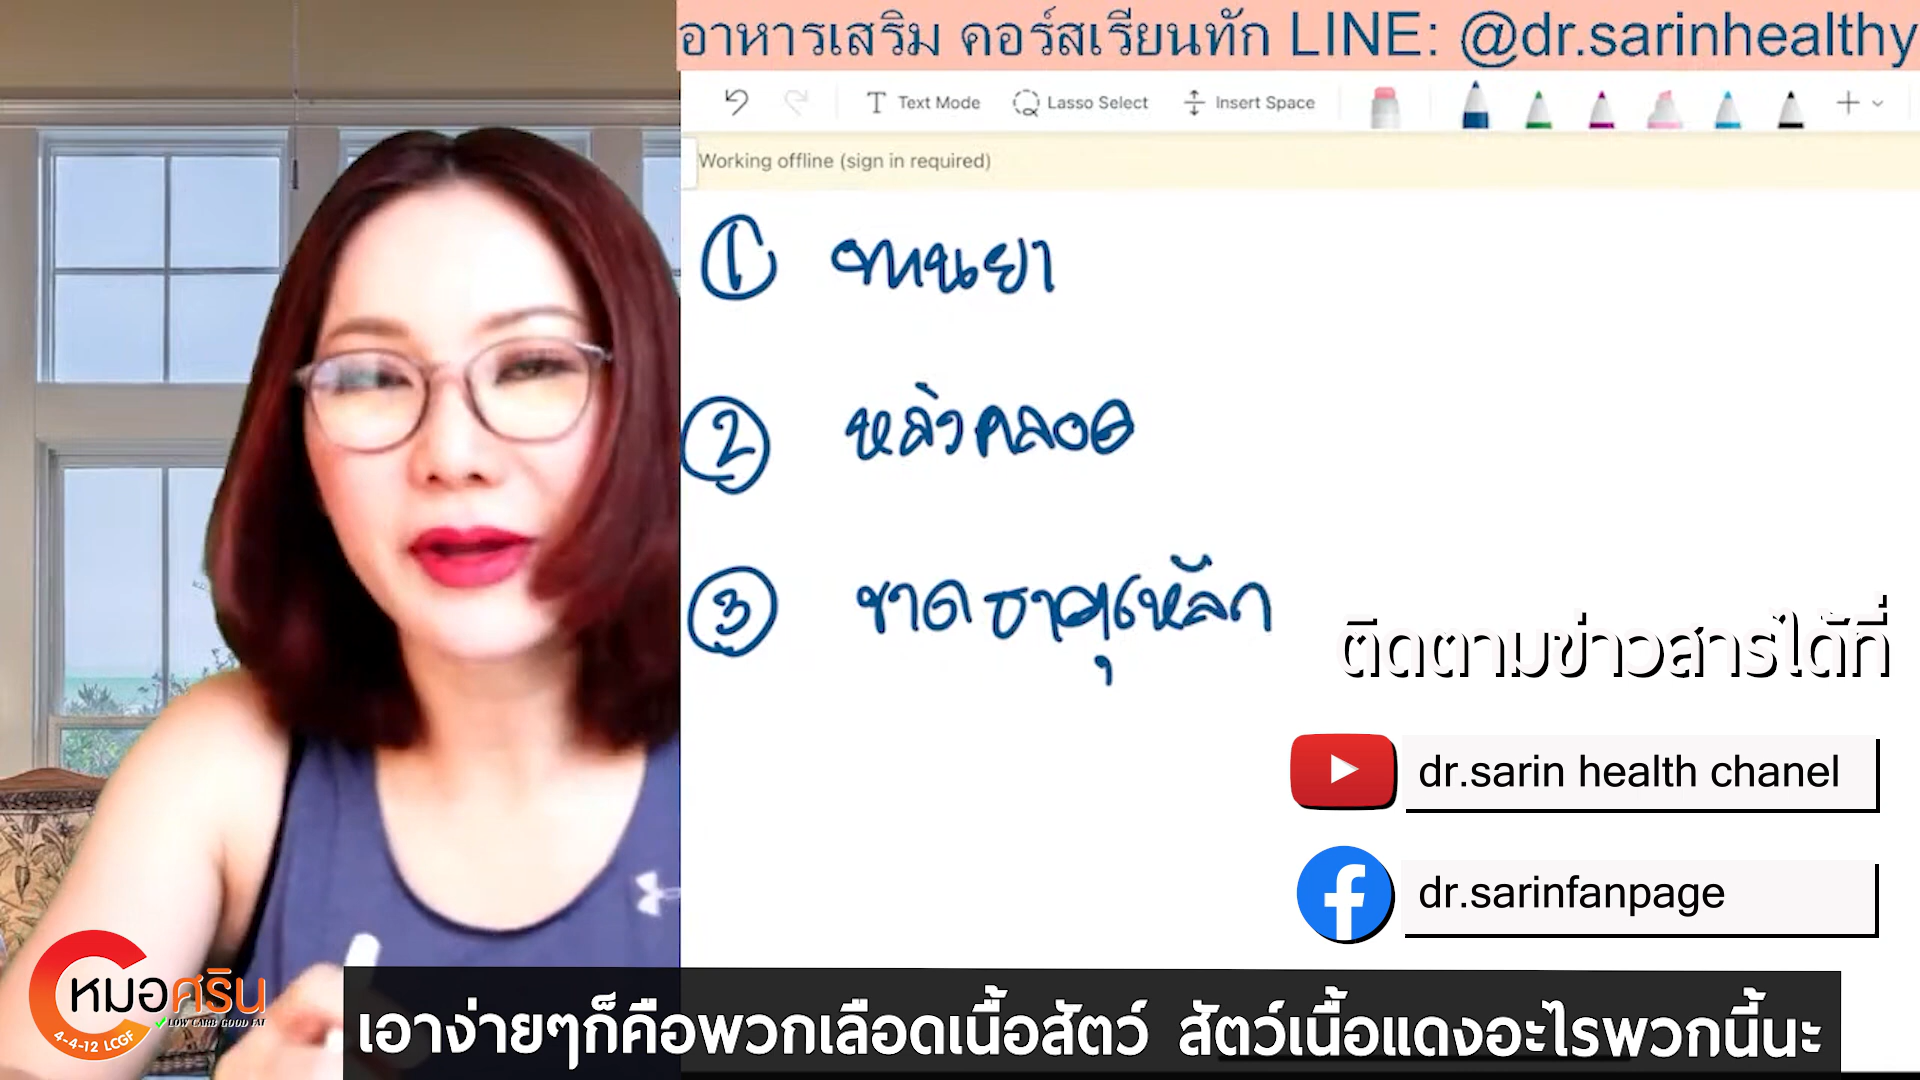 อาหารเสริม คอร์สเรียนทัก LINE: @dr.sarinhealthy
Text Mode Lasso Select Insert Space
Working offline (sign in required)
1 ทานยา
2 หลังคลอด
3 ขาดธาตุเหล็ก
ติดตามข่าวสารได้ที่
dr.sarin health chanel
dr.sarinfanpage
หมอศริน
LOW CARB GOOD FAT
4-4-12 LCGF
เอาง่ายๆก็คือพวกเลือดเนื้อสัตว์ สัตว์เนื้อแดงอะไรพวกนี้นะ